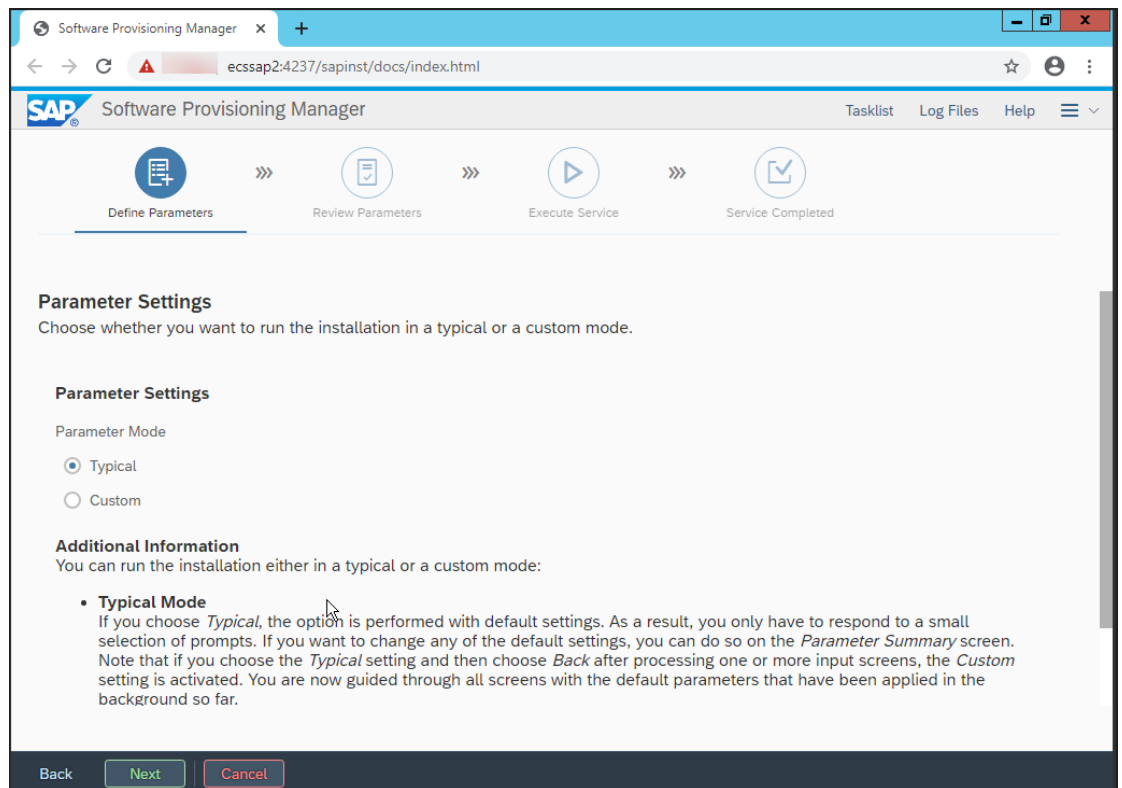 Software Provisioning Manager
ecssap2:4237/sapinst/docs/index.html
SAP® Software Provisioning Manager Tasklist Log Files Help
Define Parameters Review Parameters Execute Service Service Completed
Parameter Settings
Choose whether you want to run the installation in a typical or a custom mode.
Parameter Settings
Parameter Mode
Typical
Custom
Additional Information
You can run the installation either in a typical or a custom mode:
• Typical Mode
If you choose Typical, the option is performed with default settings. As a result, you only have to respond to a small
selection of prompts. If you want to change any of the default settings, you can do so on the Parameter Summary screen.
Note that if you choose the Typical setting and then choose Back after processing one or more input screens, the Custom
setting is activated. You are now guided through all screens with the default parameters that have been applied in the
background so far.
Back Next Cancel